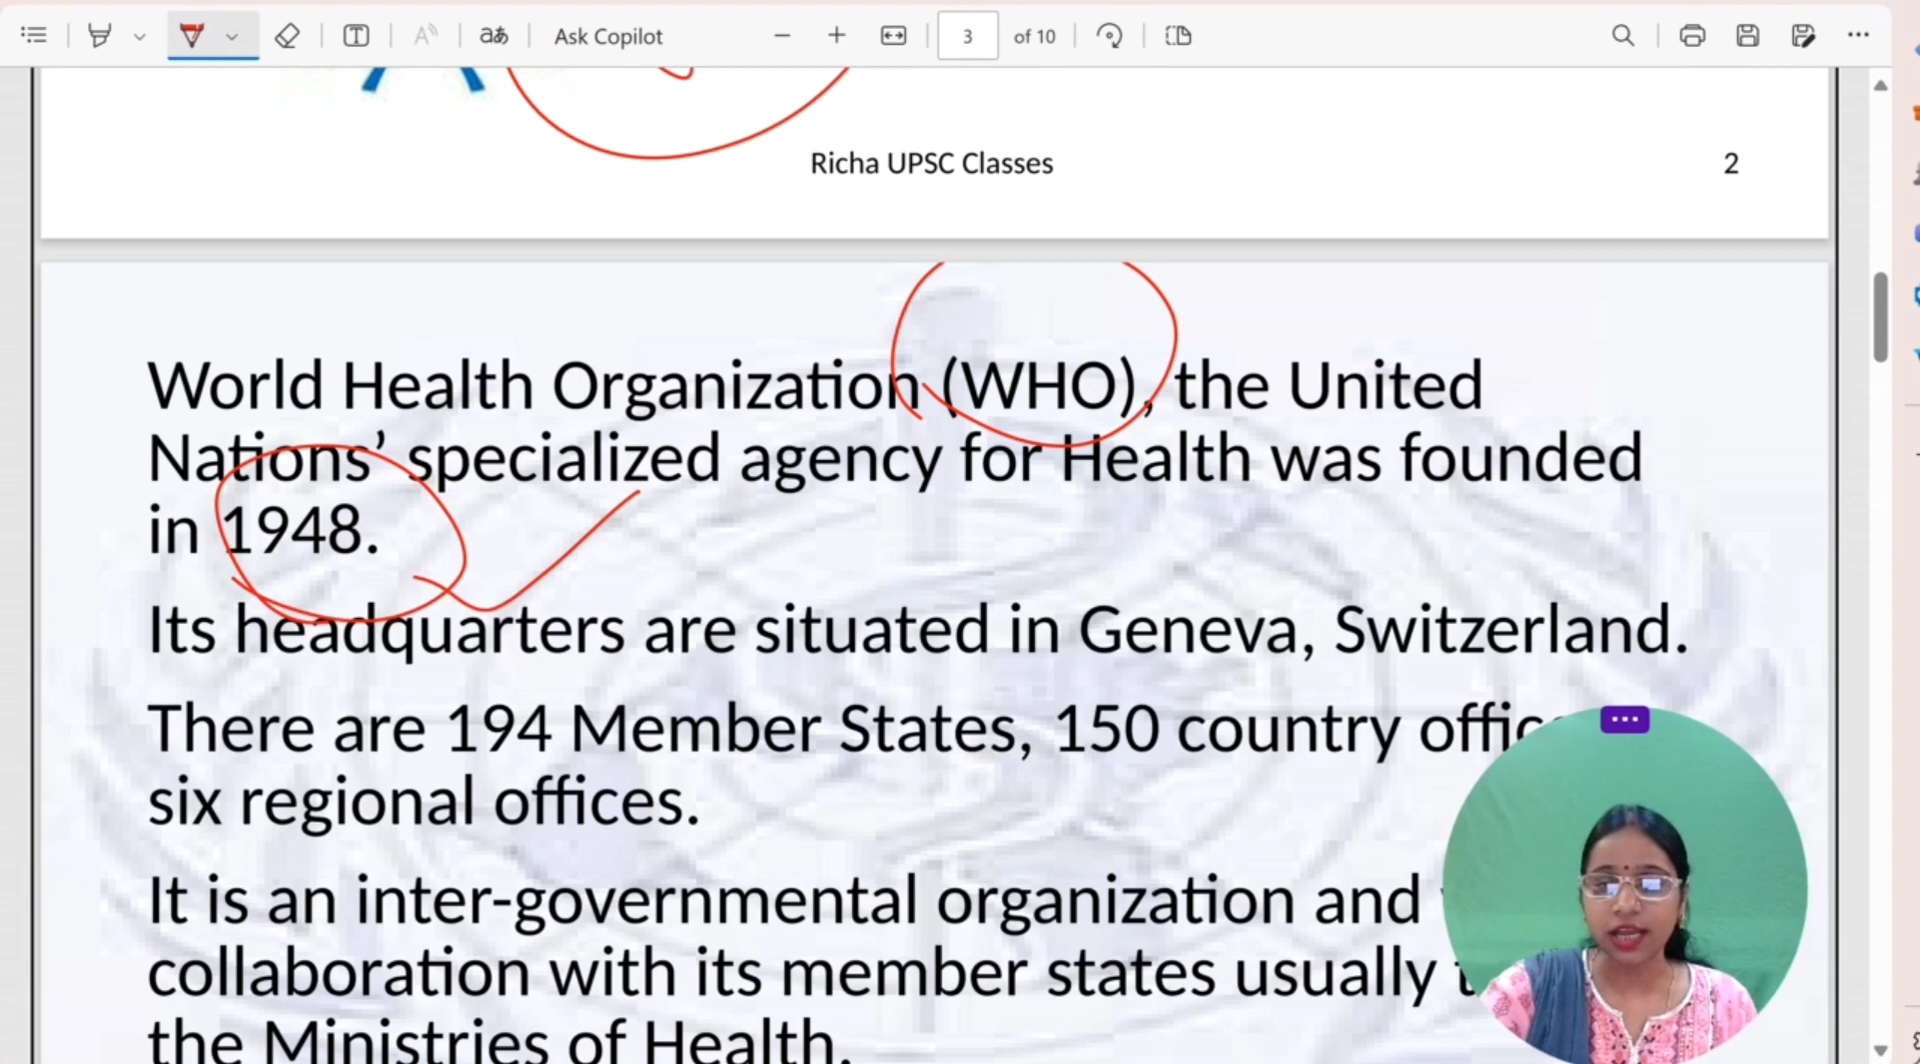 Ask Copilot
3 of 10
Richa UPSC Classes
2
World Health Organization (WHO), the United
Nations’ specialized agency for Health was founded
in 1948.
Its headquarters are situated in Geneva, Switzerland.
There are 194 Member States, 150 country
six regional offices.
It is an inter-governmental organization and
collaboration with its member states usually
the Ministries of Health.